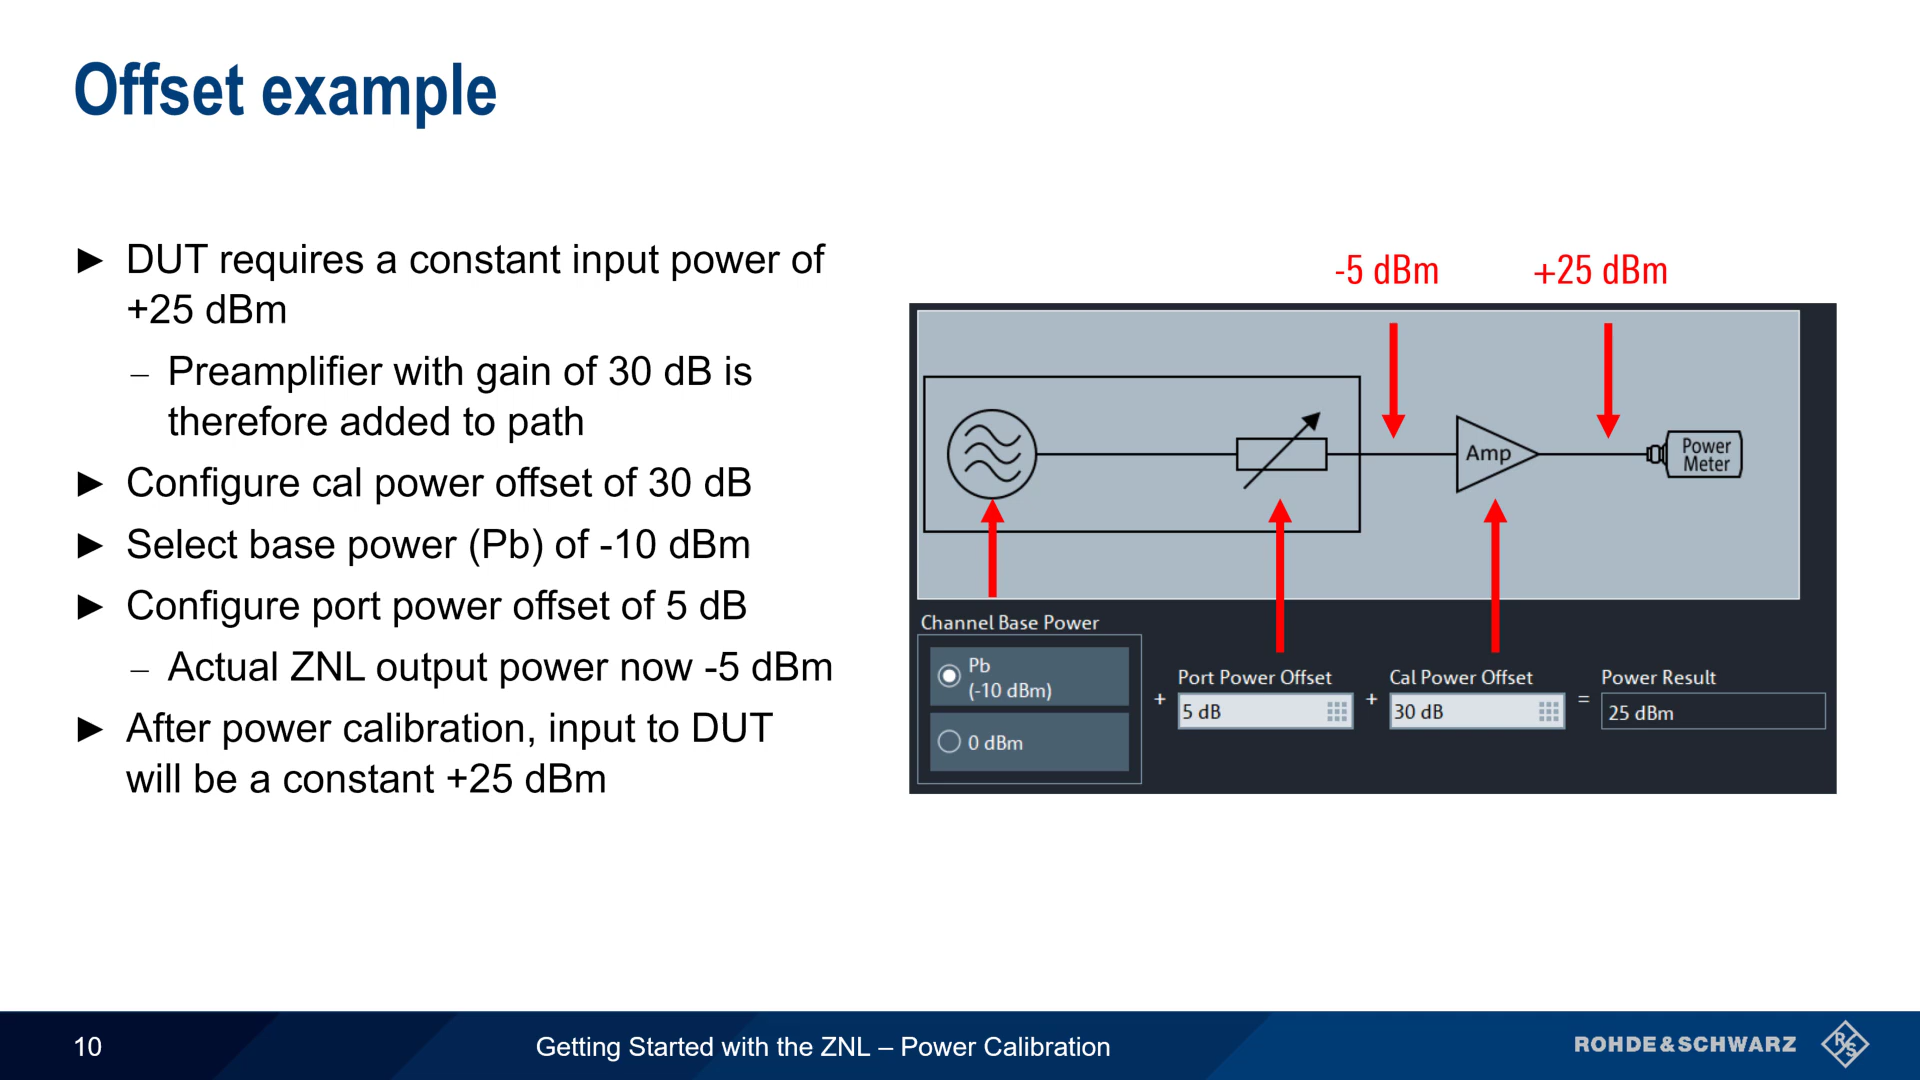 Offset example
► DUT requires a constant input power of
+25 dBm
– Preamplifier with gain of 30 dB is
therefore added to path
► Configure cal power offset of 30 dB
► Select base power (Pb) of -10 dBm
► Configure port power offset of 5 dB
– Actual ZNL output power now -5 dBm
► After power calibration, input to DUT
will be a constant +25 dBm
-5 dBm
+25 dBm
Amp
Power
Meter
Channel Base Power
Pb
(-10 dBm)
0 dBm
+
Port Power Offset
5 dB
+
Cal Power Offset
30 dB
=
Power Result
25 dBm
10
Getting Started with the ZNL – Power Calibration
ROHDE&SCHWARZ
R&S